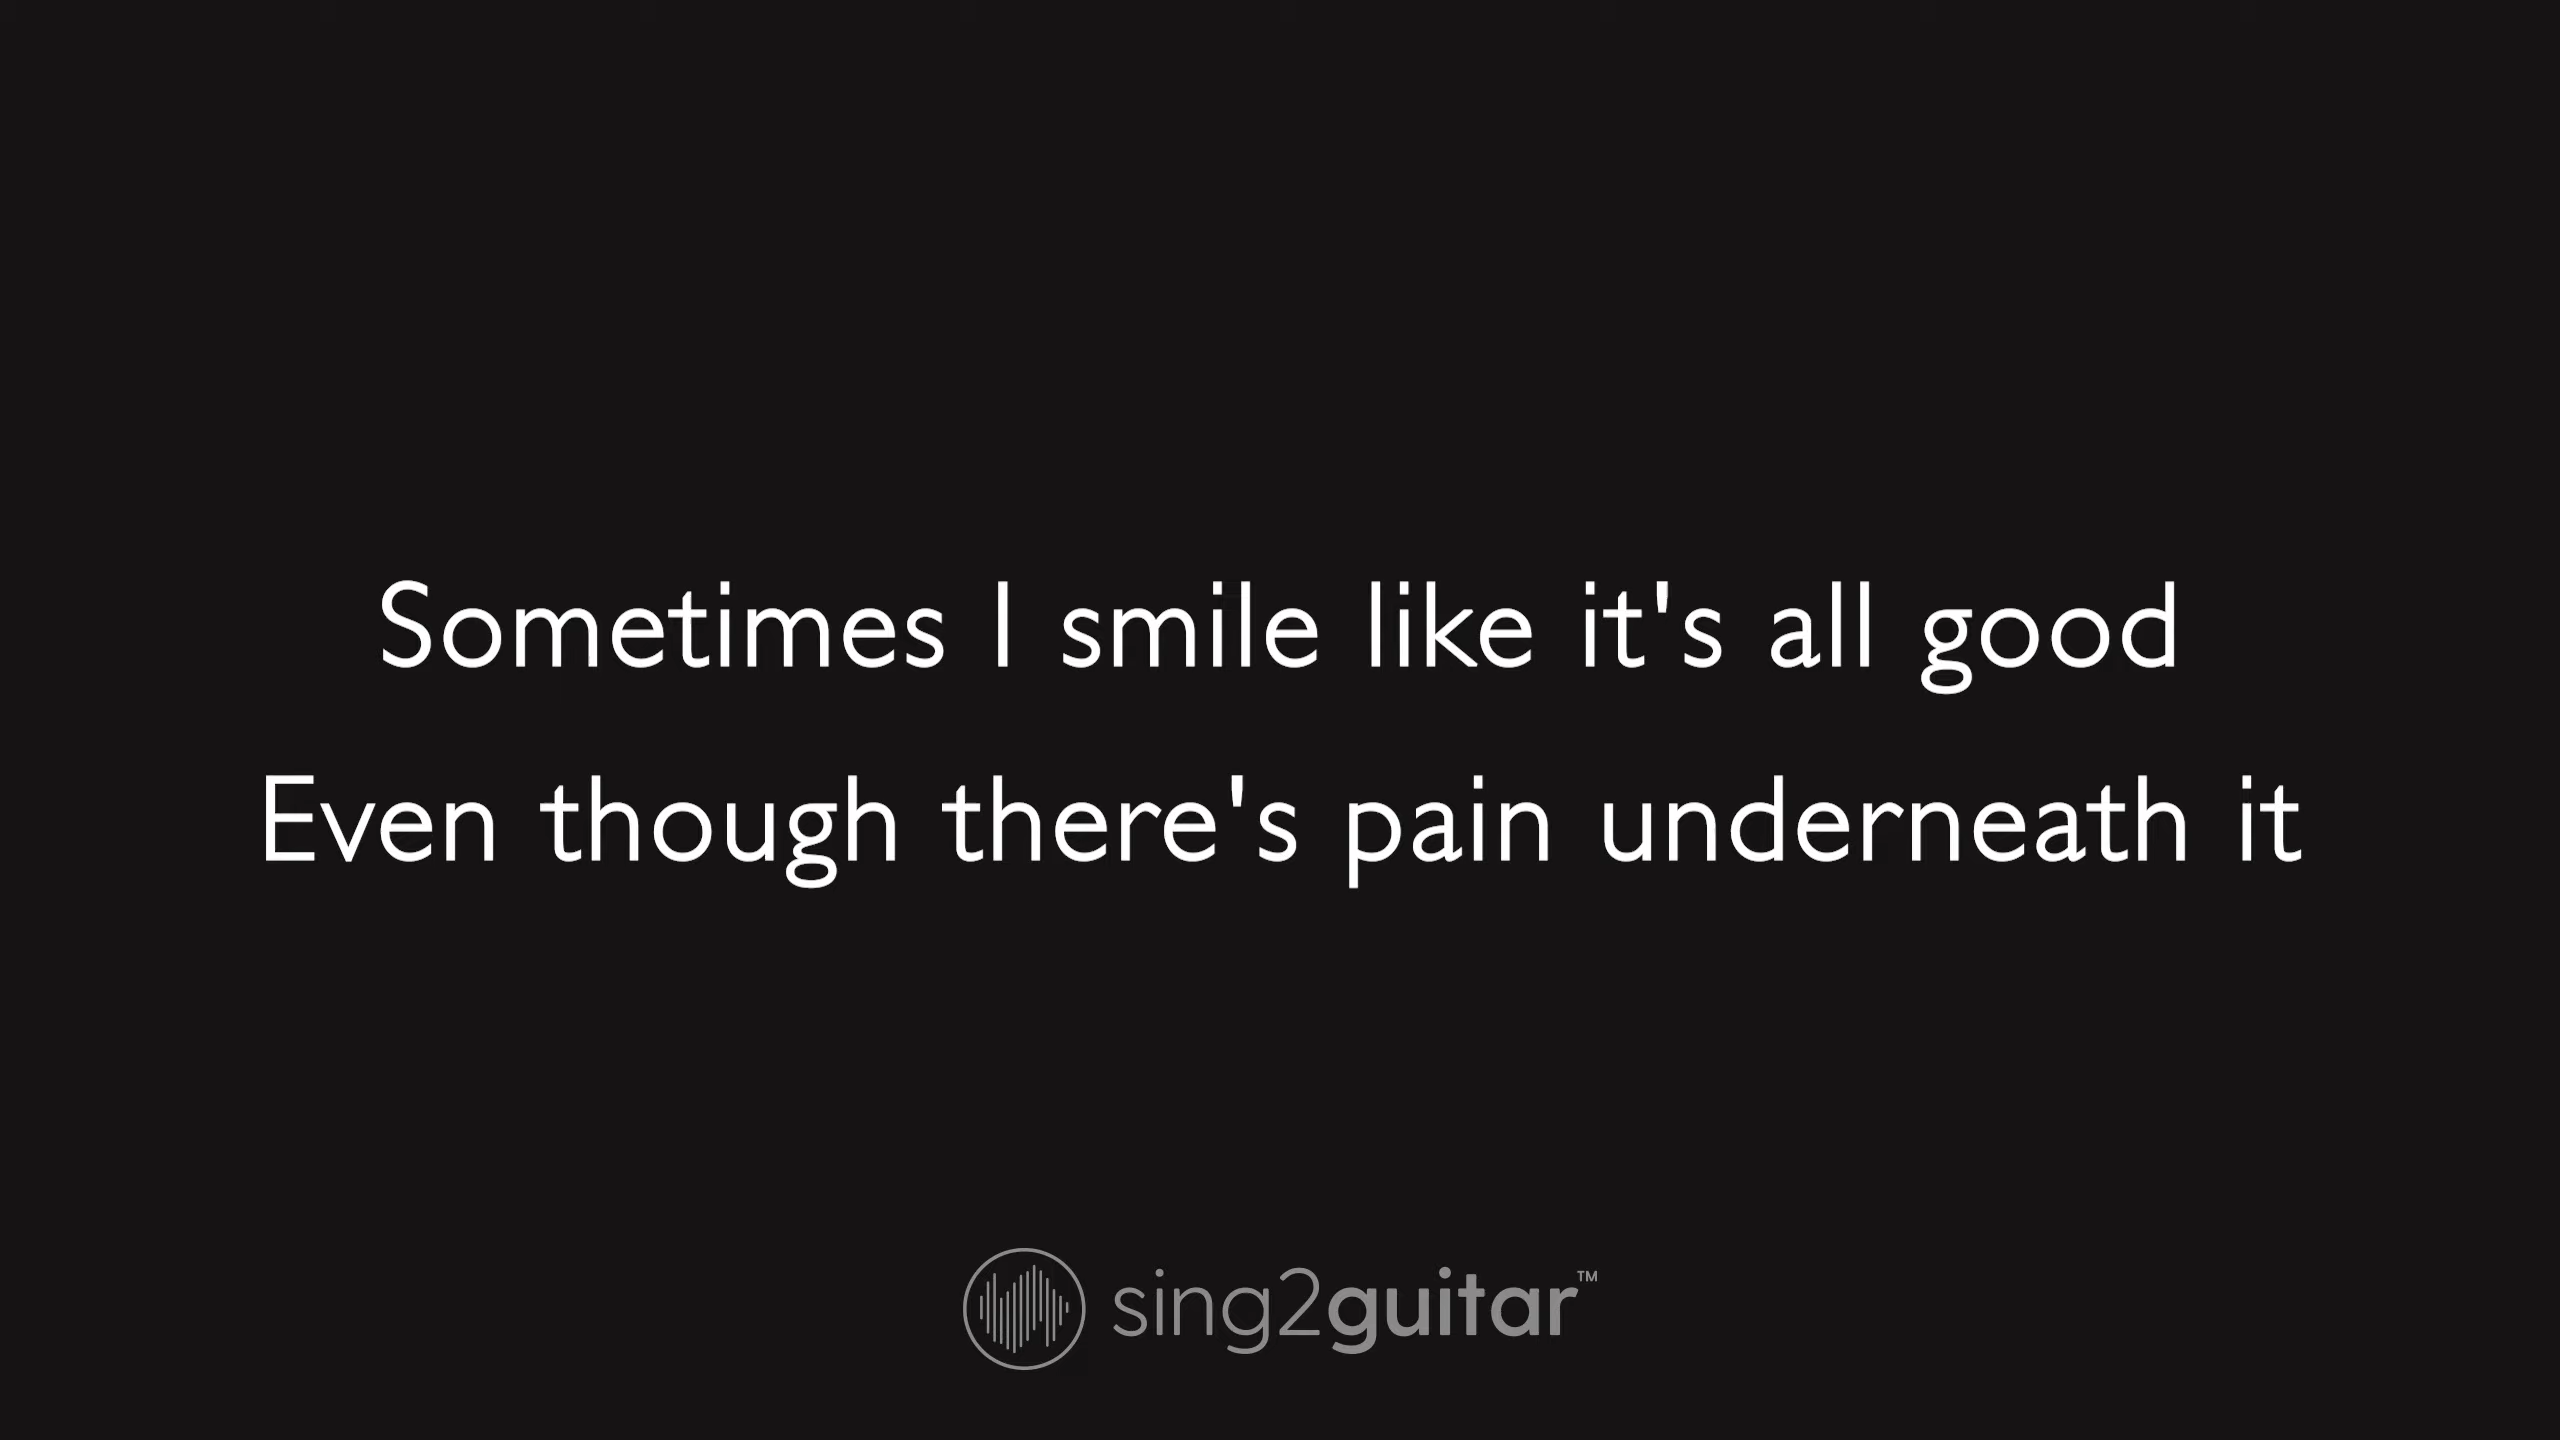 Sometimes I smile like it's all good
Even though there's pain underneath it
sing2guitar™